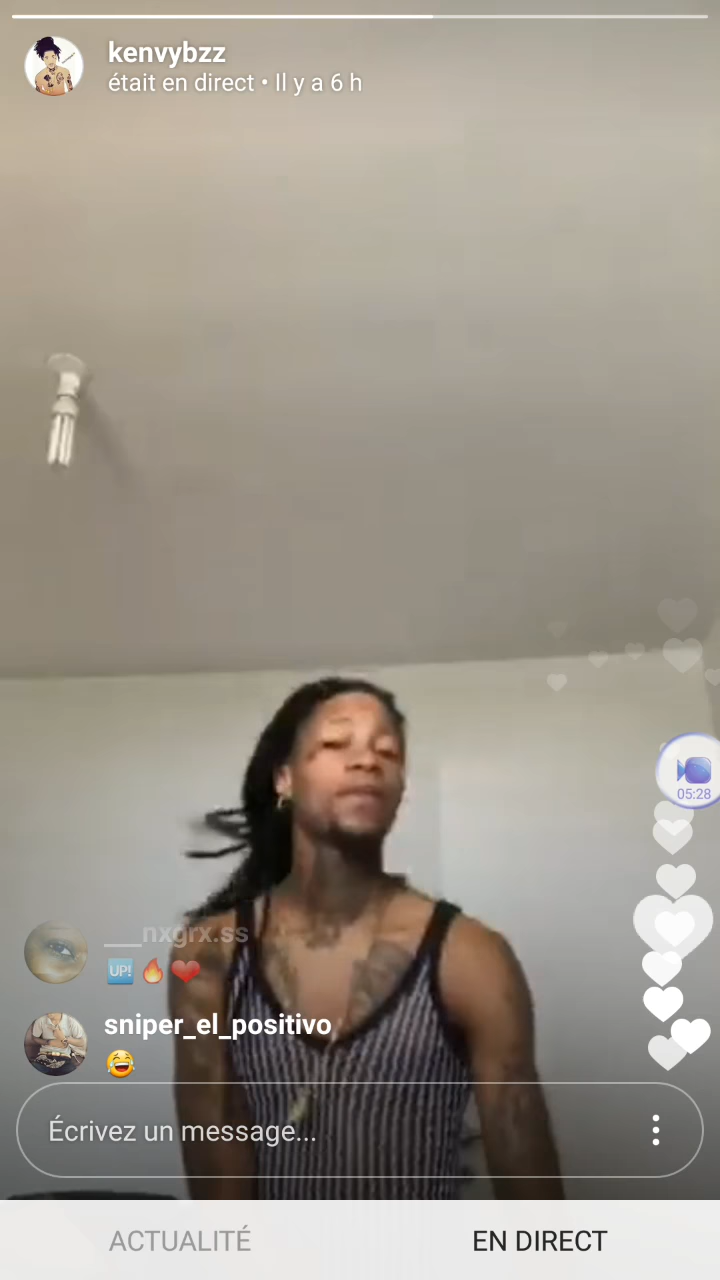 kenvybzz
était en direct • Il y a 6 h
05:28
___nxgrx.ss
UP! 🔥 ❤️
sniper_el_positivo
😂
Écrivez un message...
ACTUALITÉ
EN DIRECT